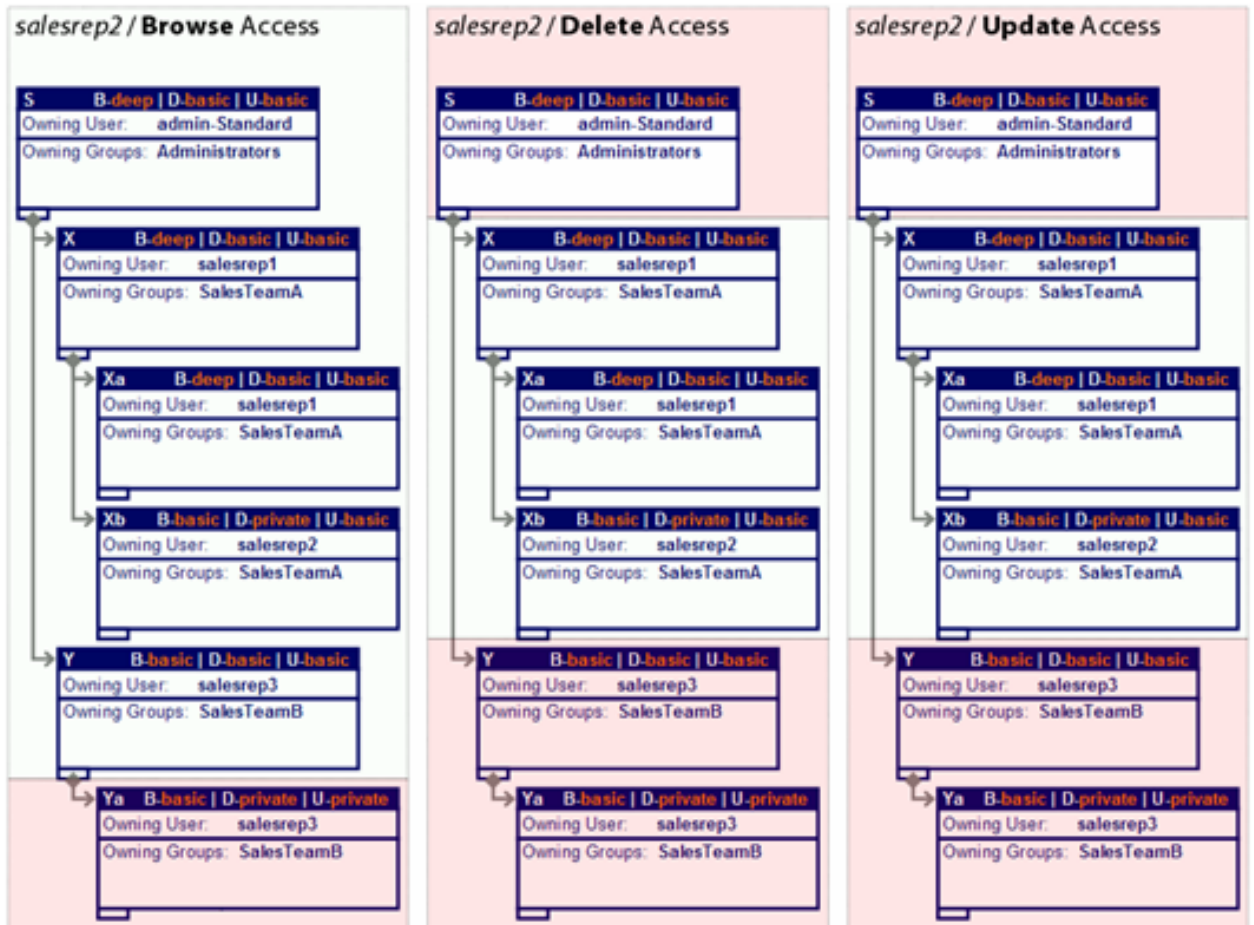 salesrep2 / Browse Access
S B-deep | D-basic | U-basic
Owning User: admin-Standard
Owning Groups: Administrators
X B-deep | D-basic | U-basic
Owning User: salesrep1
Owning Groups: SalesTeamA
Xa B-deep | D-basic | U-basic
Owning User: salesrep1
Owning Groups: SalesTeamA
Xb B-basic | D-private | U-basic
Owning User: salesrep2
Owning Groups: SalesTeamA
Y B-basic | D-basic | U-basic
Owning User: salesrep3
Owning Groups: SalesTeamB
Ya B-basic | D-private | U-private
Owning User: salesrep3
Owning Groups: SalesTeamB
salesrep2 / Delete Access
S B-deep | D-basic | U-basic
Owning User: admin-Standard
Owning Groups: Administrators
X B-deep | D-basic | U-basic
Owning User: salesrep1
Owning Groups: SalesTeamA
Xa B-deep | D-basic | U-basic
Owning User: salesrep1
Owning Groups: SalesTeamA
Xb B-basic | D-private | U-basic
Owning User: salesrep2
Owning Groups: SalesTeamA
Y B-basic | D-basic | U-basic
Owning User: salesrep3
Owning Groups: SalesTeamB
Ya B-basic | D-private | U-private
Owning User: salesrep3
Owning Groups: SalesTeamB
salesrep2 / Update Access
S B-deep | D-basic | U-basic
Owning User: admin-Standard
Owning Groups: Administrators
X B-deep | D-basic | U-basic
Owning User: salesrep1
Owning Groups: SalesTeamA
Xa B-deep | D-basic | U-basic
Owning User: salesrep1
Owning Groups: SalesTeamA
Xb B-basic | D-private | U-basic
Owning User: salesrep2
Owning Groups: SalesTeamA
Y B-basic | D-basic | U-basic
Owning User: salesrep3
Owning Groups: SalesTeamB
Ya B-basic | D-private | U-private
Owning User: salesrep3
Owning Groups: SalesTeamB